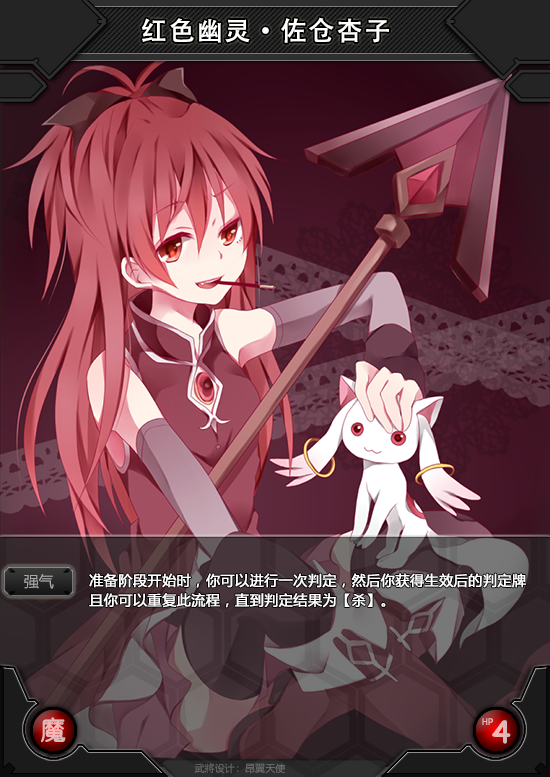 红色幽灵·佐仓杏子
强气
准备阶段开始时，你可以进行一次判定，然后你获得生效后的判定牌
且你可以重复此流程，直到判定结果为【杀】。
魔
HP 4
武將设计：昂翼天使